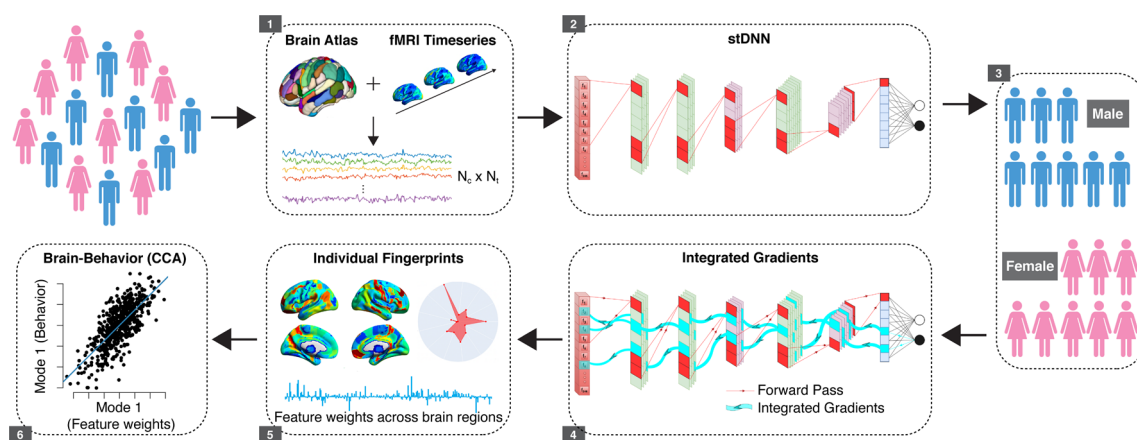 1
Brain Atlas
fMRI Timeseries
N_c x N_t
2
stDNN
3
Male
Female
4
Integrated Gradients
Forward Pass
Integrated Gradients
5
Individual Fingerprints
Feature weights across brain regions
6
Brain-Behavior (CCA)
Mode 1 (Behavior)
Mode 1
(Feature weights)